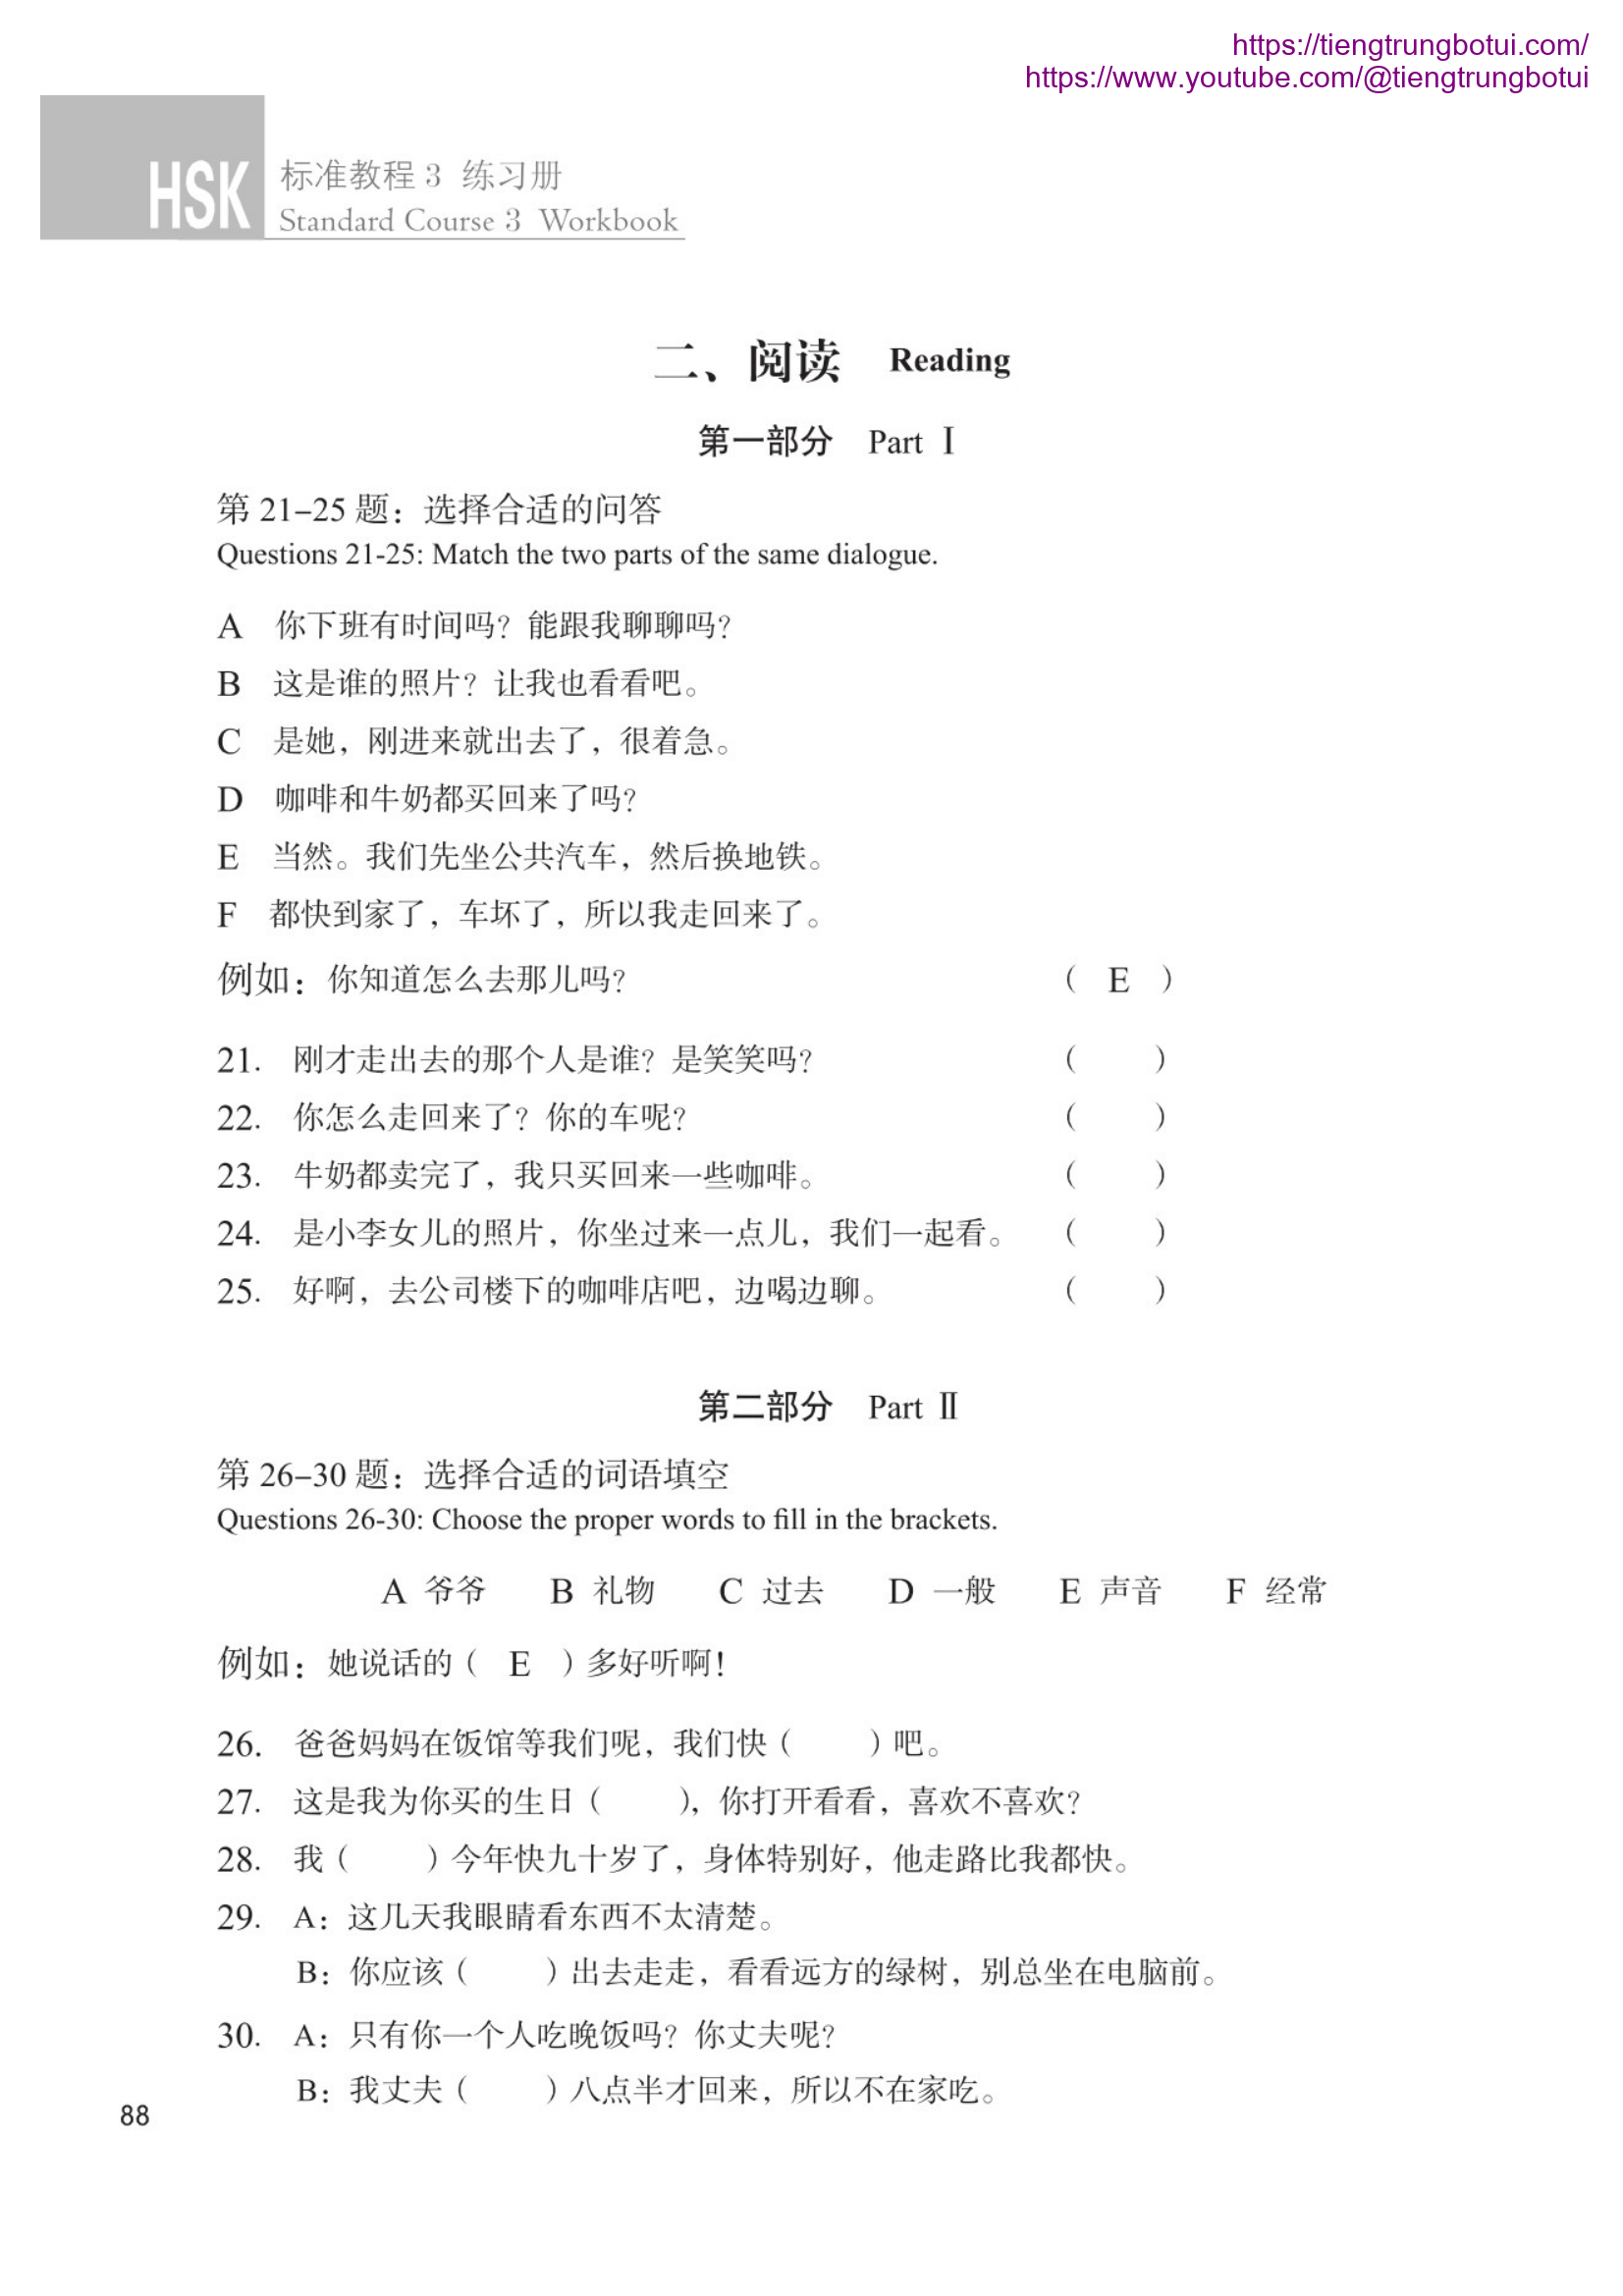 https://tiengtrungbotui.com/
https://www.youtube.com/@tiengtrungbotui
HSK 标准教程 3 练习册
Standard Course 3 Workbook
二、阅读 Reading
第一部分 Part Ⅰ
第 21–25 题：选择合适的问答
Questions 21-25: Match the two parts of the same dialogue.
A 你下班有时间吗？能跟我聊聊吗？
B 这是谁的照片？让我也看看吧。
C 是她，刚进来就出去了，很着急。
D 咖啡和牛奶都买回来了吗？
E 当然。我们先坐公共汽车，然后换地铁。
F 都快到家了，车坏了，所以我走回来了。
例如：你知道怎么去那儿吗？ （ E ）
21. 刚才走出去的那个人是谁？是笑笑吗？ （ ）
22. 你怎么走回来了？你的车呢？ （ ）
23. 牛奶都卖完了，我只买回来一些咖啡。 （ ）
24. 是小李女儿的照片，你坐过来一点儿，我们一起看。 （ ）
25. 好啊，去公司楼下的咖啡店吧，边喝边聊。 （ ）
第二部分 Part Ⅱ
第 26–30 题：选择合适的词语填空
Questions 26-30: Choose the proper words to fill in the brackets.
A 爷爷 B 礼物 C 过去 D 一般 E 声音 F 经常
例如：她说话的（ E ）多好听啊！
26. 爸爸妈妈在饭馆等我们呢，我们快（ ）吧。
27. 这是我为你买的生日（ ），你打开看看，喜欢不喜欢？
28. 我（ ）今年快九十岁了，身体特别好，他走路比我都快。
29. A：这几天我眼睛看东西不太清楚。
B：你应该（ ）出去走走，看看远方的绿树，别总坐在电脑前。
30. A：只有你一个人吃晚饭吗？你丈夫呢？
B：我丈夫（ ）八点半才回来，所以不在家吃。
88